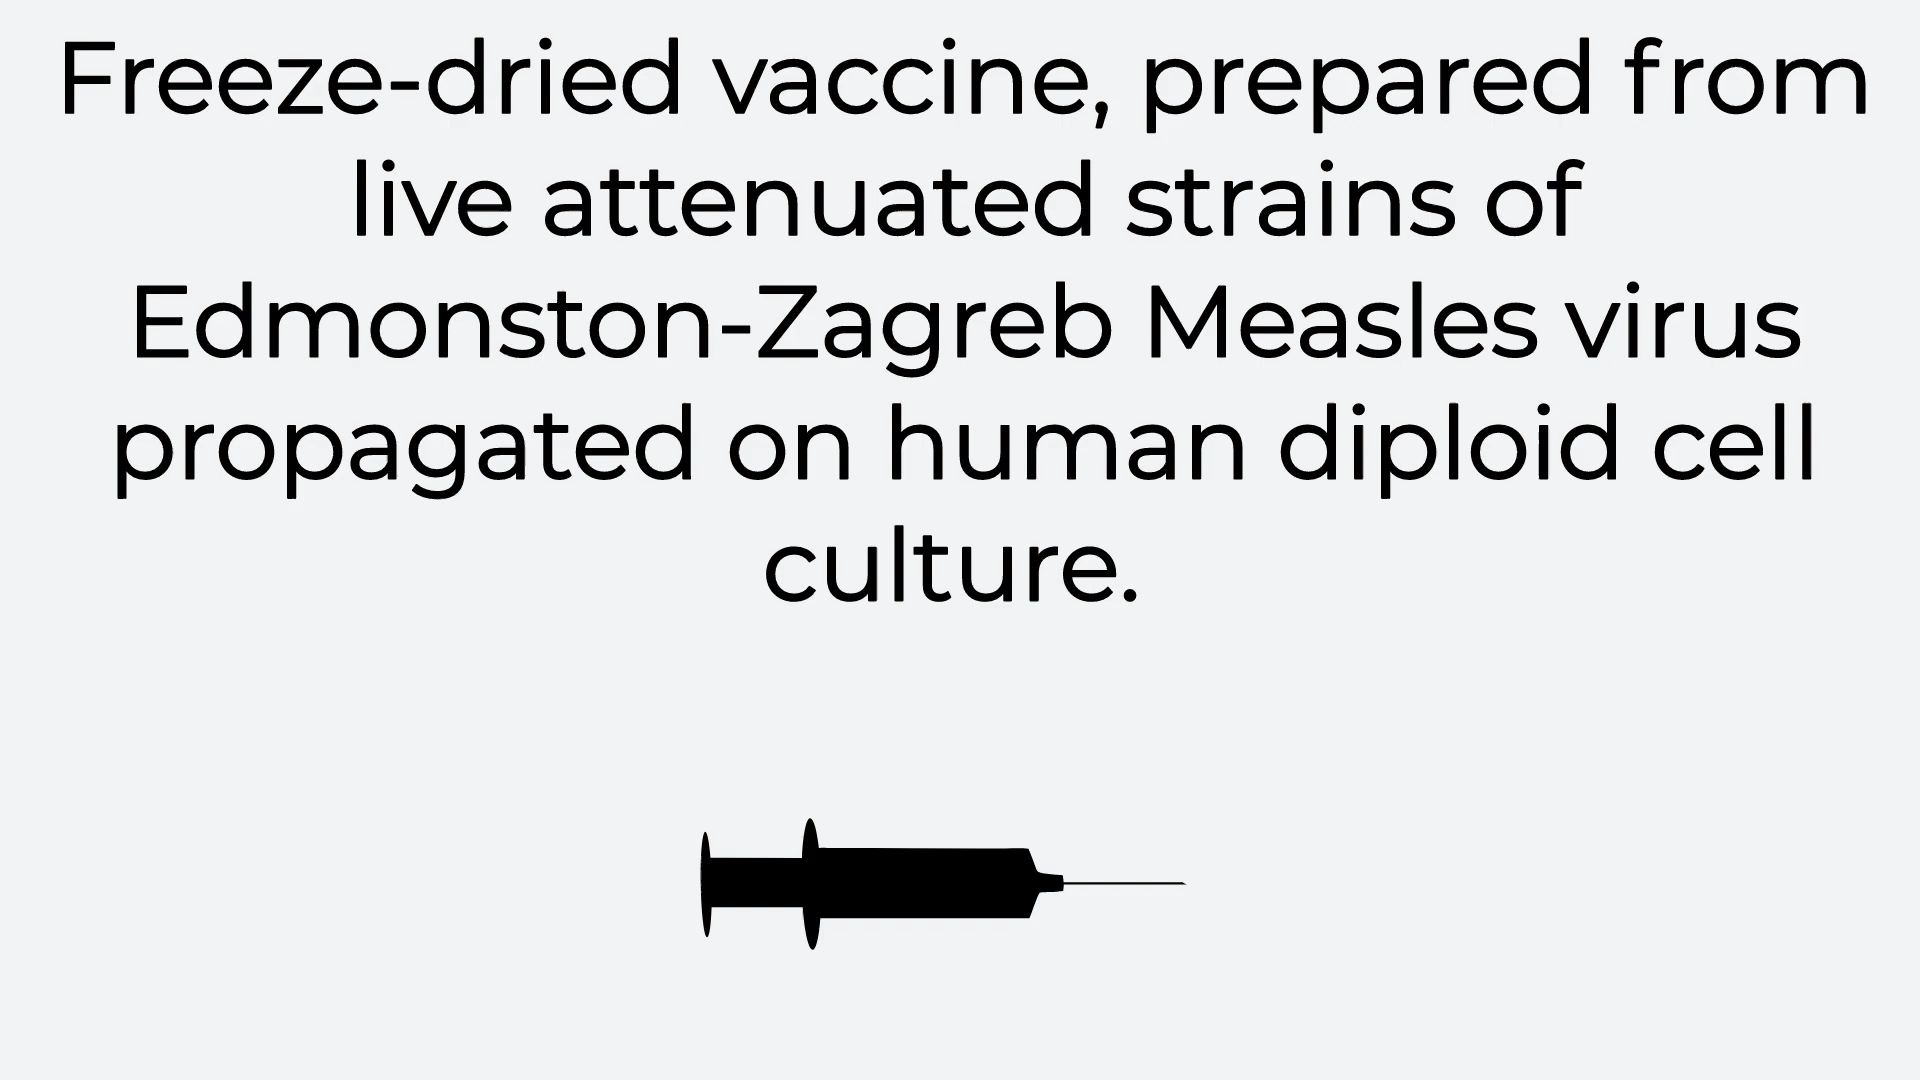 Freeze-dried vaccine, prepared from
live attenuated strains of
Edmonston-Zagreb Measles virus
propagated on human diploid cell
culture.